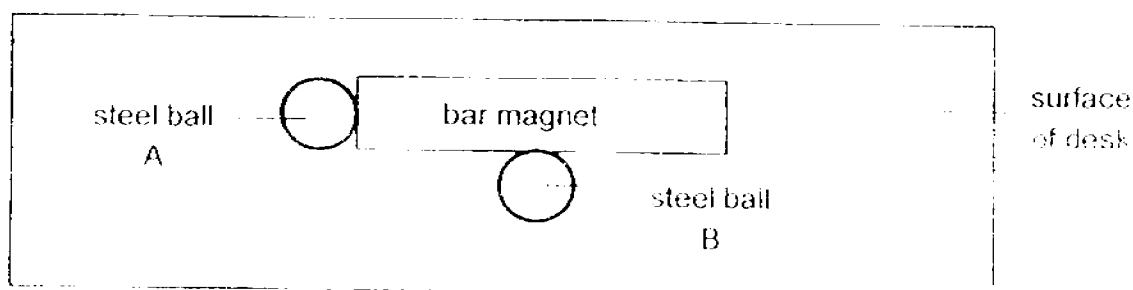 steel ball
A
bar magnet
steel ball
B
surface
of desk